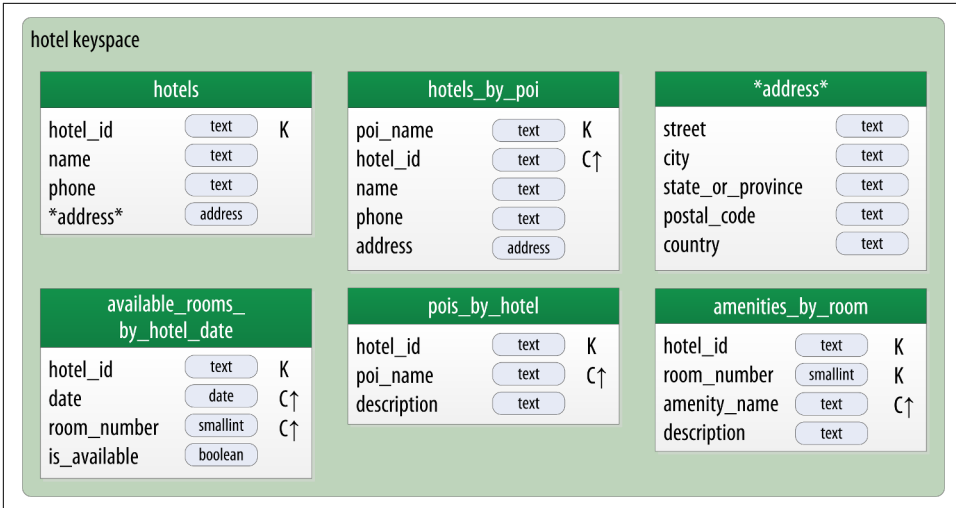 hotel keyspace
hotels
hotel_id text K
name text
phone text
*address* address
hotels_by_poi
poi_name text K
hotel_id text C↑
name text
phone text
address address
*address*
street text
city text
state_or_province text
postal_code text
country text
available_rooms_
by_hotel_date
hotel_id text K
date date C↑
room_number smallint C↑
is_available boolean
pois_by_hotel
hotel_id text K
poi_name text C↑
description text
amenities_by_room
hotel_id text K
room_number smallint K
amenity_name text C↑
description text